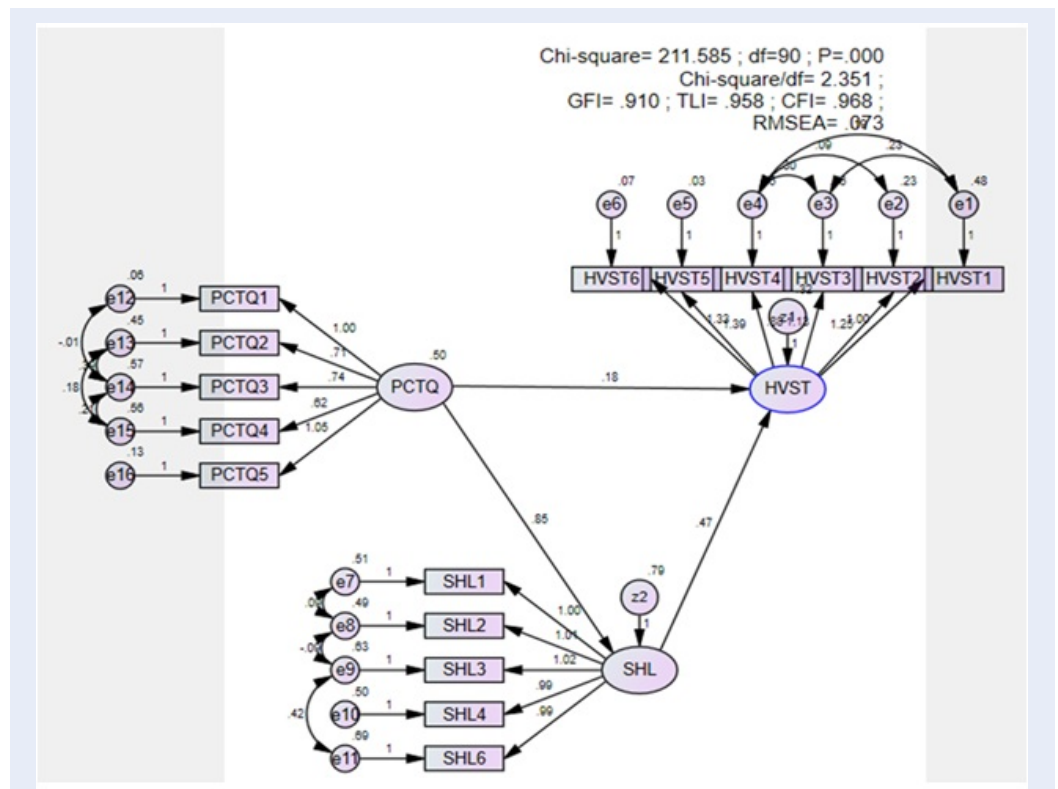 Chi-square= 211.585 ; df=90 ; P=.000
Chi-square/df= 2.351 ;
GFI= .910 ; TLI= .958 ; CFI= .968 ;
RMSEA= .073
.09 .23
.07 .03 .23 .48
e6 e5 e4 e3 e2 e1
1 1 1 1 1 1
HVST6 HVST5 HVST4 HVST3 HVST2 HVST1
1.33 1.39 1.13 1.25 1.00
z1
1
.06
e12 1 PCTQ1
-.01 .45 1.00
e13 1 PCTQ2
.71 .50
.57
e14 1 PCTQ3 .74 PCTQ .18 HVST
.18
.56 .62
e15 1 PCTQ4
1.05
.13
e16 1 PCTQ5
.85 .47
.51
e7 1 SHL1 .79
.49 1.00 z2
e8 1 SHL2 1
1.01
.63
e9 1 SHL3 1.02 SHL
.50 .99
e10 1 SHL4
.42 .99
.69
e11 1 SHL6